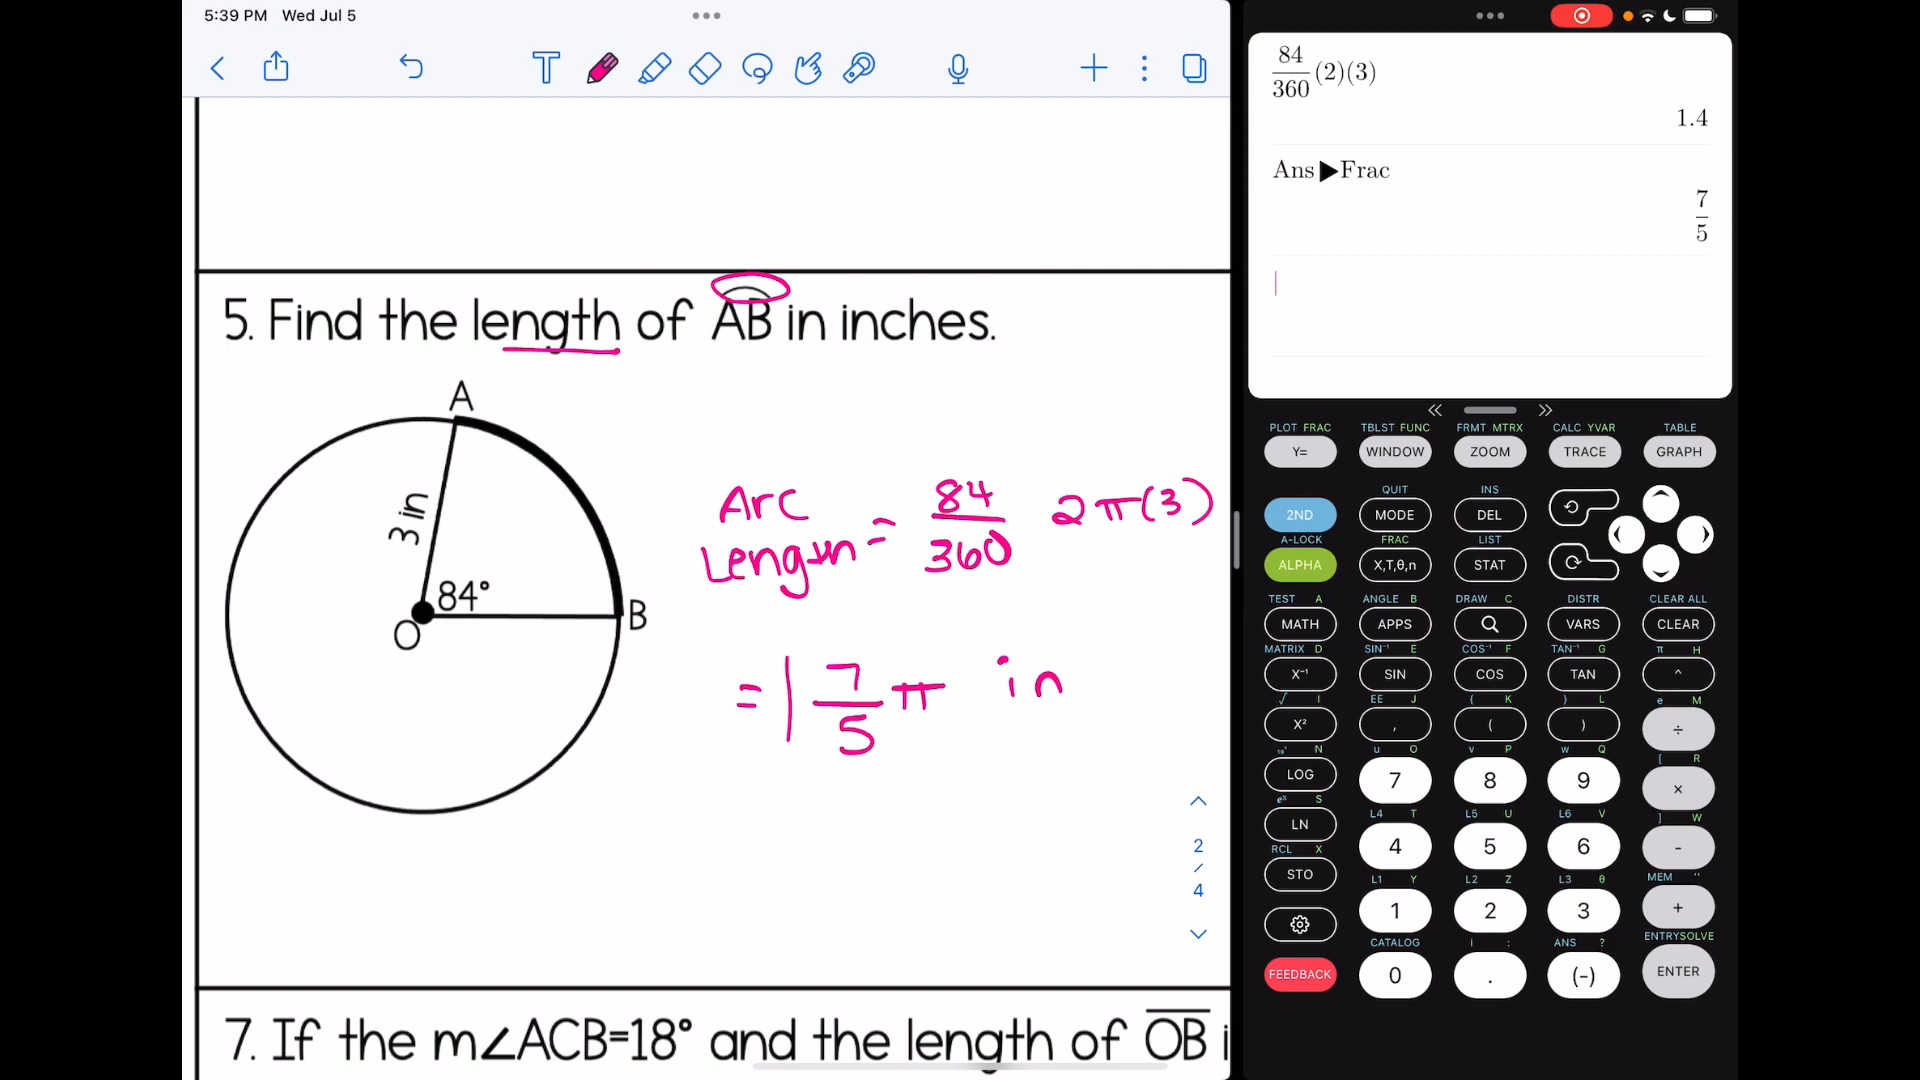 5:39 PM Wed Jul 5
T
5. Find the length of AB in inches.
A
3 in
84°
O
B
Arc
Length = 84/360 2π(3)
= | 7/5 π in
2
/
4
7. If the m∠ACB=18° and the length of OB i
84/360 (2)(3)
1.4
Ans▶Frac
7/5
PLOT FRAC TBLST FUNC FRMT MTRX CALC YVAR TABLE
Y= WINDOW ZOOM TRACE GRAPH
QUIT INS
2ND MODE DEL
A-LOCK FRAC LIST
ALPHA X,T,θ,n STAT
TEST A ANGLE B DRAW C DISTR CLEAR ALL
MATH APPS VARS CLEAR
MATRIX D SIN⁻¹ E COS⁻¹ F TAN⁻¹ G π H
X⁻¹ SIN COS TAN ^
√ I EE J { K } L e M
X² , ( ) ÷
N u O v P w Q [ R
LOG 7 8 9 ×
eˣ S L4 T L5 U L6 V ] W
LN 4 5 6 -
RCL X L1 Y L2 Z L3 θ MEM "
STO 1 2 3 +
CATALOG i : ANS ? ENTRY SOLVE
FEEDBACK 0 . (-) ENTER